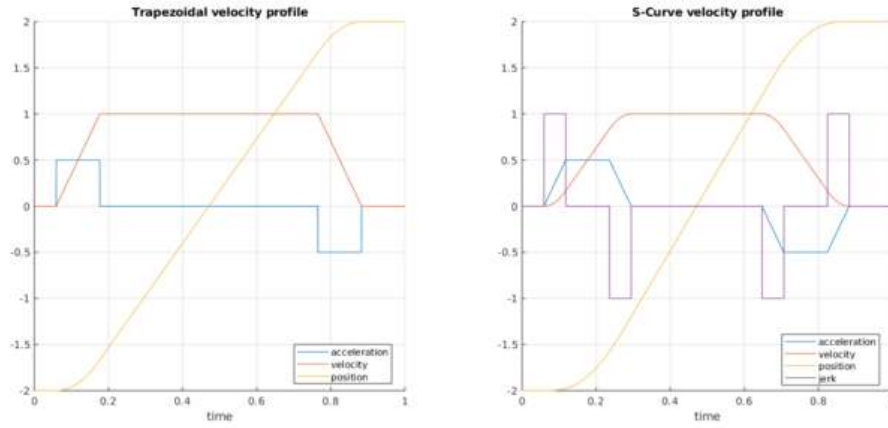 Trapezoidal velocity profile
2
1.5
1
0.5
0
-0.5
-1
-1.5
-2
0 0.2 0.4 0.6 0.8 1
time
acceleration
velocity
position
S-Curve velocity profile
2
1.5
1
0.5
0
-0.5
-1
-1.5
-2
0 0.2 0.4 0.6 0.8 1
time
acceleration
velocity
position
jerk